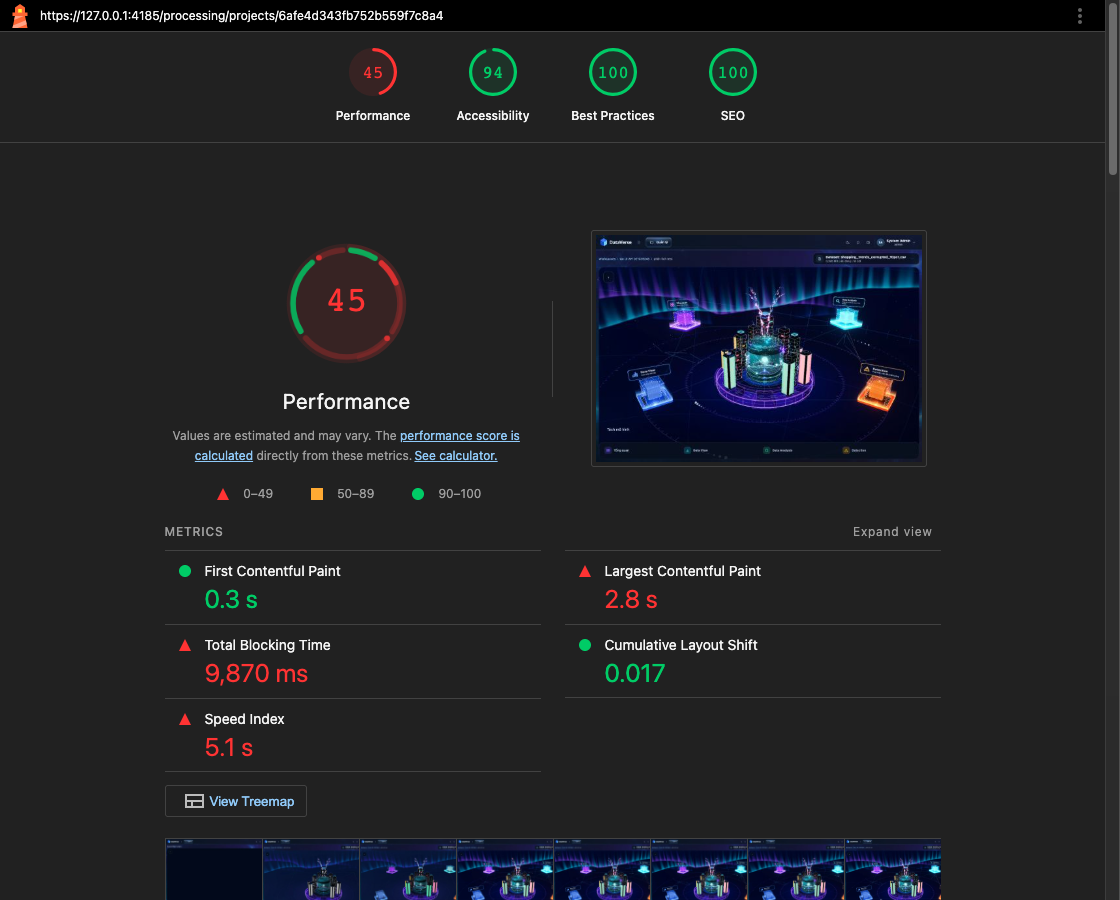 https://127.0.0.1:4185/processing/projects/6afe4d343fb752b559f7c8a4
45
94
100
100
Performance
Accessibility
Best Practices
SEO
45
Performance
Values are estimated and may vary. The performance score is
calculated directly from these metrics. See calculator.
0–49
50–89
90–100
DataVerse
METRICS
Expand view
First Contentful Paint
0.3 s
Largest Contentful Paint
2.8 s
Total Blocking Time
9,870 ms
Cumulative Layout Shift
0.017
Speed Index
5.1 s
View Treemap